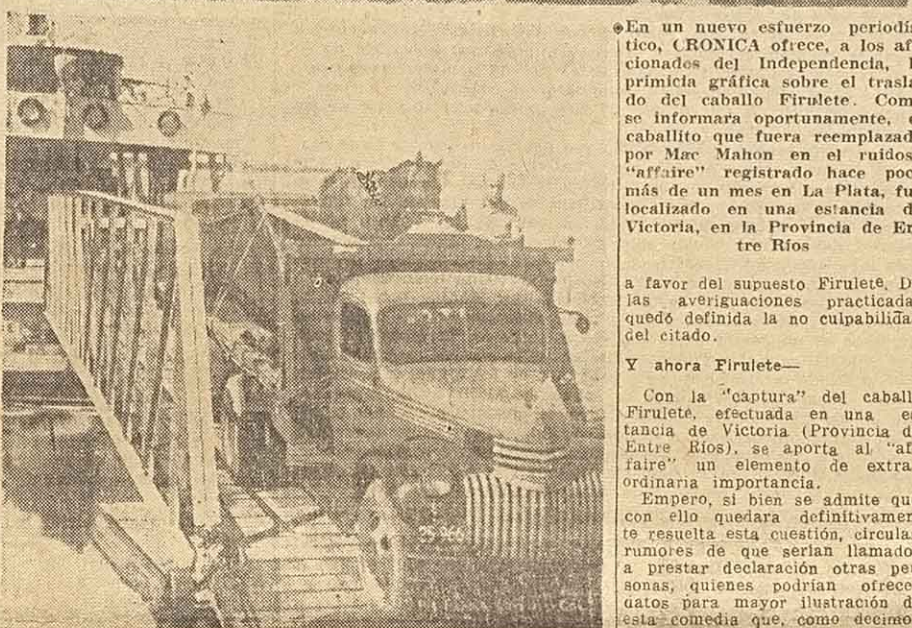 En un nuevo esfuerzo periodís
tico, CRONICA ofrece, a los afi
cionados del Independencia, l
primicia gráfica sobre el trasla
do del caballo Firulete. Com
se informara oportunamente, e
caballito que fuera reemplazad
por Mac Mahon en el ruidos
"affaire" registrado hace poc
más de un mes en La Plata, fu
localizado en una estancia d
Victoria, en la Provincia de En
tre Ríos
a favor del supuesto Firulete. D
las averiguaciones practicada
quedó definida la no culpabilida
del citado.
Y ahora Firulete—
Con la "captura" del caball
Firulete, efectuada en una es
tancia de Victoria (Provincia d
Entre Ríos), se aporta al "af
faire" un elemento de extra
ordinaria importancia.
Empero, si bien se admite qu
con ello quedara definitivamen
te resuelta esta cuestión, circula
rumores de que serían llamado
a prestar declaración otras per
sonas, quienes podrían ofrece
datos para mayor ilustración d
esta comedia que, como decimo
25 966